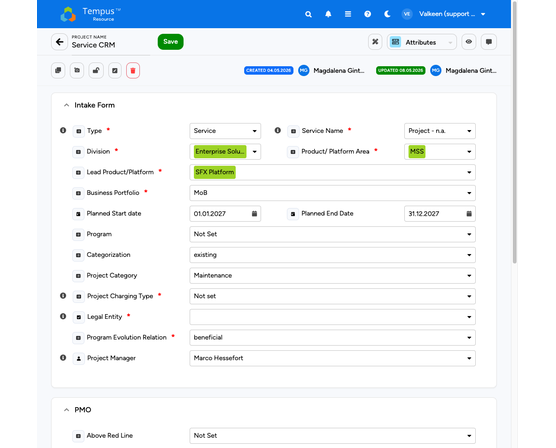 Tempus™
Resource
VE Valkeen (support ...
PROJECT NAME
Service CRM
Save
Attributes
CREATED 04.05.2026 MG Magdalena Gint... UPDATED 08.05.2026 MG Magdalena Gint...
Intake Form
Type * Service Service Name * Project - n.a.
Division * Enterprise Solu... Product/ Platform Area * MSS
Lead Product/Platform * SFX Platform
Business Portfolio * MoB
Planned Start date 01.01.2027 Planned End Date 31.12.2027
Program Not Set
Categorization existing
Project Category Maintenance
Project Charging Type * Not set
Legal Entity *
Program Evolution Relation * beneficial
Project Manager Marco Hessefort
PMO
Above Red Line Not Set